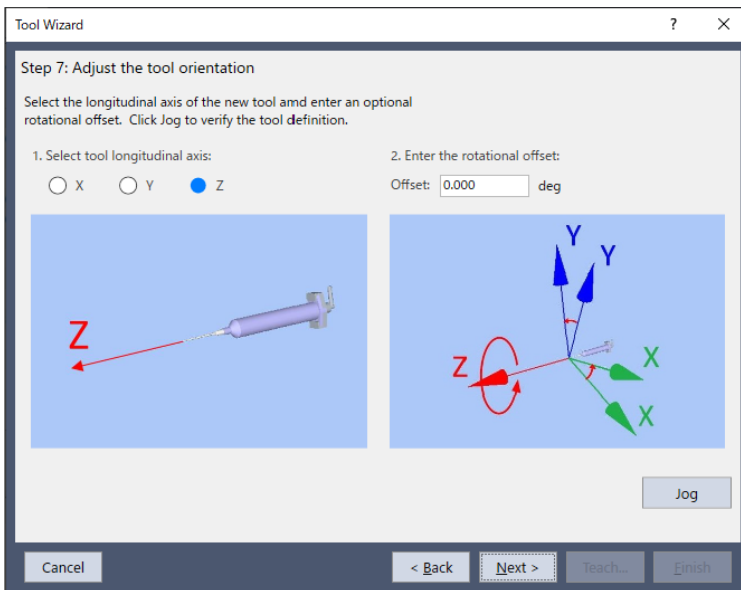 Tool Wizard
?
Step 7: Adjust the tool orientation
Select the longitudinal axis of the new tool amd enter an optional
rotational offset. Click Jog to verify the tool definition.
1. Select tool longitudinal axis:
X
Y
Z
2. Enter the rotational offset:
Offset: 0.000 deg
Z
Y
Y
Z
X
X
Jog
Cancel
< Back
Next >
Teach...
Finish